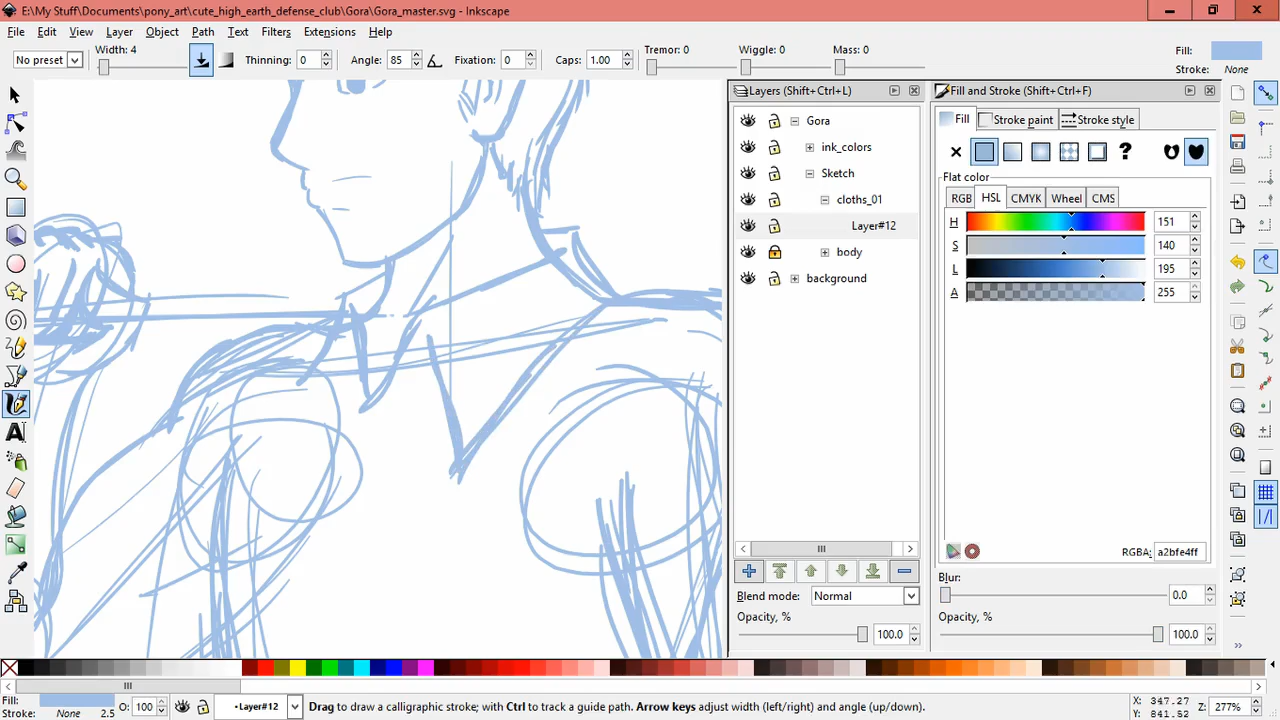 E:\My Stuff\Documents\pony_art\cute_high_earth_defense_club\Gora\Gora_master.svg - Inkscape
File Edit View Layer Object Path Filters Text Extensions Help
No preset Width: 4 Thinning: 0 Angle: 85 Fixation: 0 Caps: 1.00 Tremor: 0 Wiggle: 0 Mass: 0 Fill:
Stroke: None
Layers (Shift+Ctrl+L) Fill and Stroke (Shift+Ctrl+F)
Gora Fill Stroke paint Stroke style
ink_colors
Sketch ?
Flat color
cloths_01 RGB HSL CMYK Wheel CMS
Layer#12 H 151
S 140
body L 195
background A 255
RGBA: a2bfe4ff
Blur:
Blend mode: Normal 0.0
Opacity, % Opacity, %
100.0 100.0
Fill: O: 100 •Layer#12 Drag to draw a calligraphic stroke; with Ctrl to track a guide path. Arrow keys adjust width (left/right) and angle (up/down). X: 347.27 Z: 277%
Stroke: None 2.5 Y: 841.52